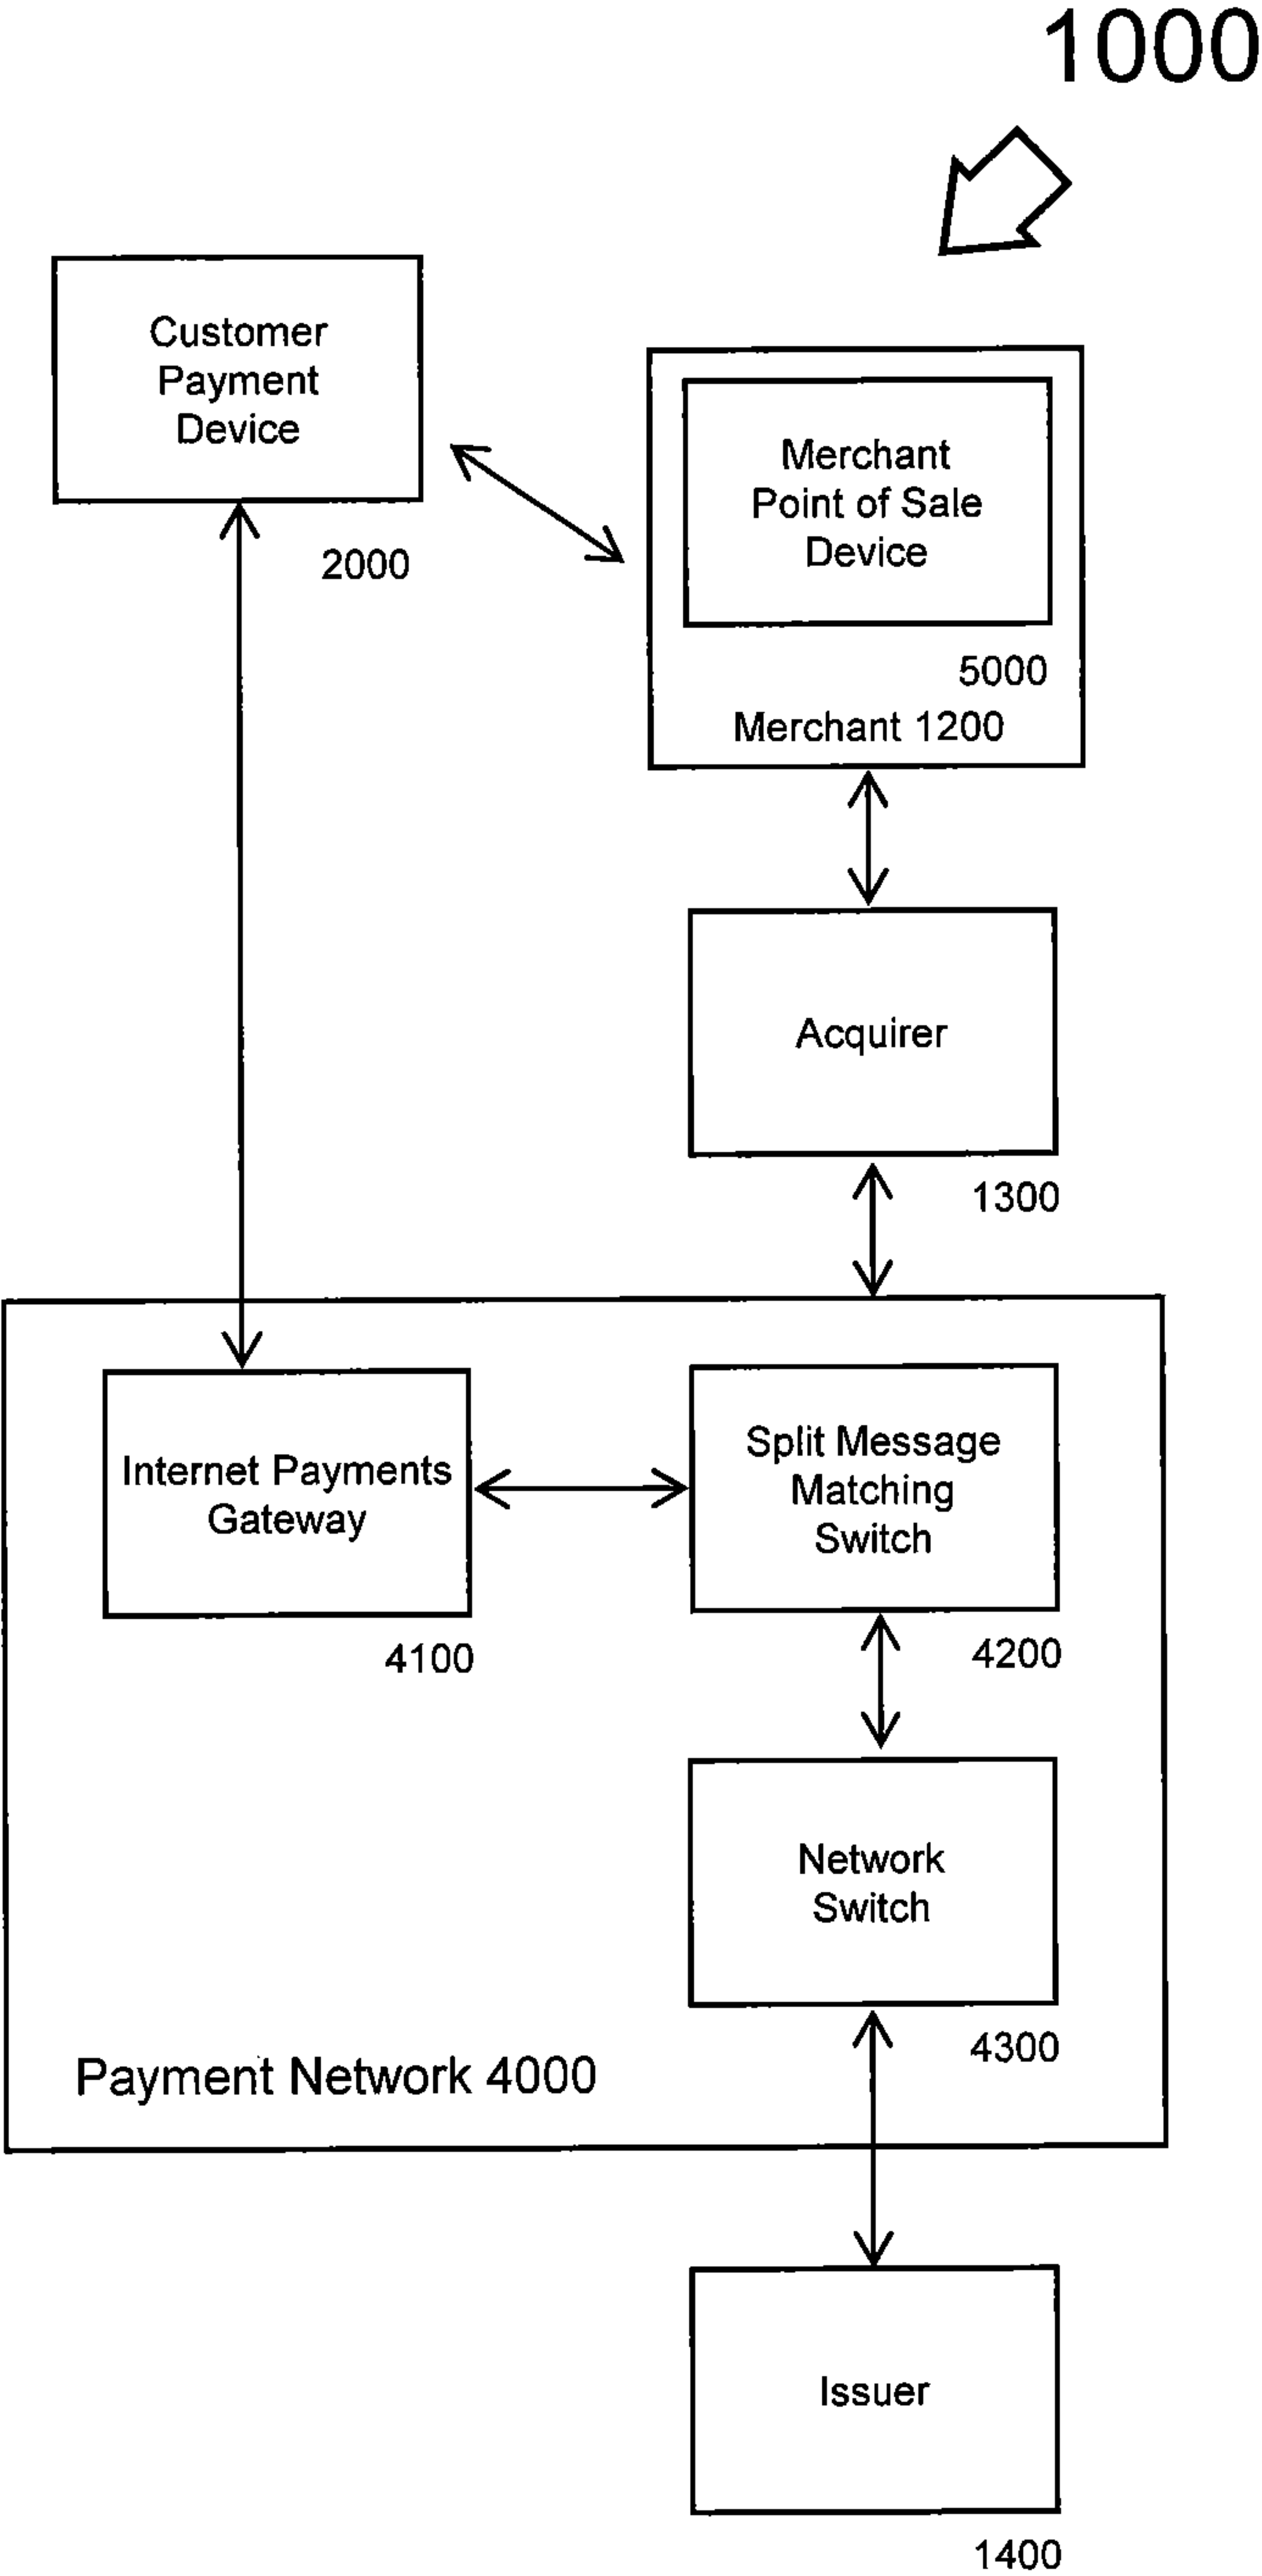 1000
Customer
Payment
Device
2000
Merchant
Point of Sale
Device
5000
Merchant 1200
Acquirer
1300
Internet Payments
Gateway
4100
Split Message
Matching
Switch
4200
Network
Switch
4300
Payment Network 4000
Issuer
1400